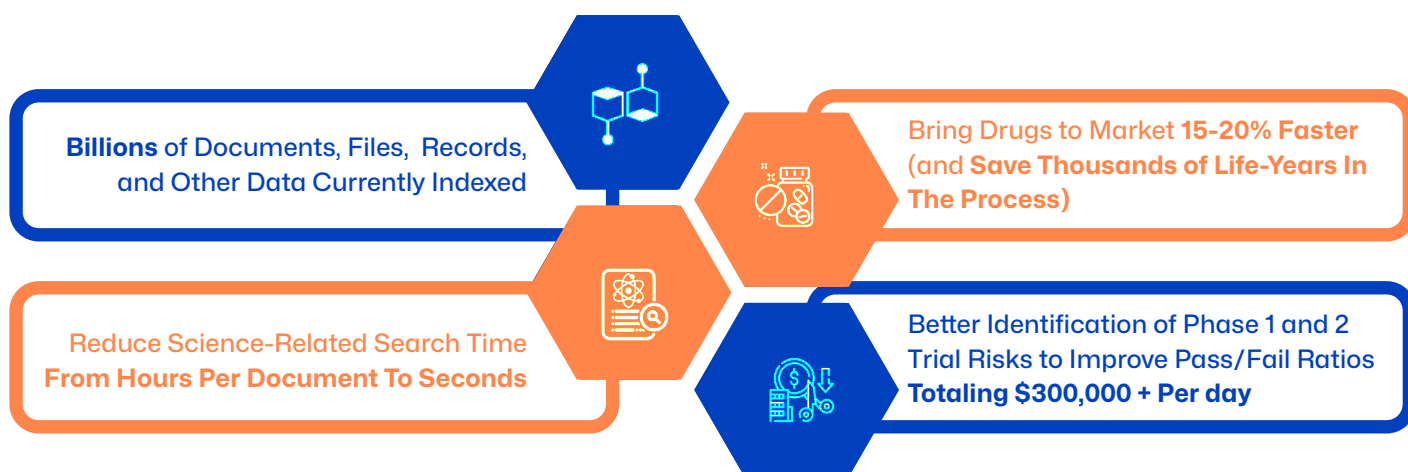 Billions of Documents, Files, Records,
and Other Data Currently Indexed
Bring Drugs to Market 15-20% Faster
(and Save Thousands of Life-Years In
The Process)
Reduce Science-Related Search Time
From Hours Per Document To Seconds
Better Identification of Phase 1 and 2
Trial Risks to Improve Pass/Fail Ratios
Totaling $300,000 + Per day